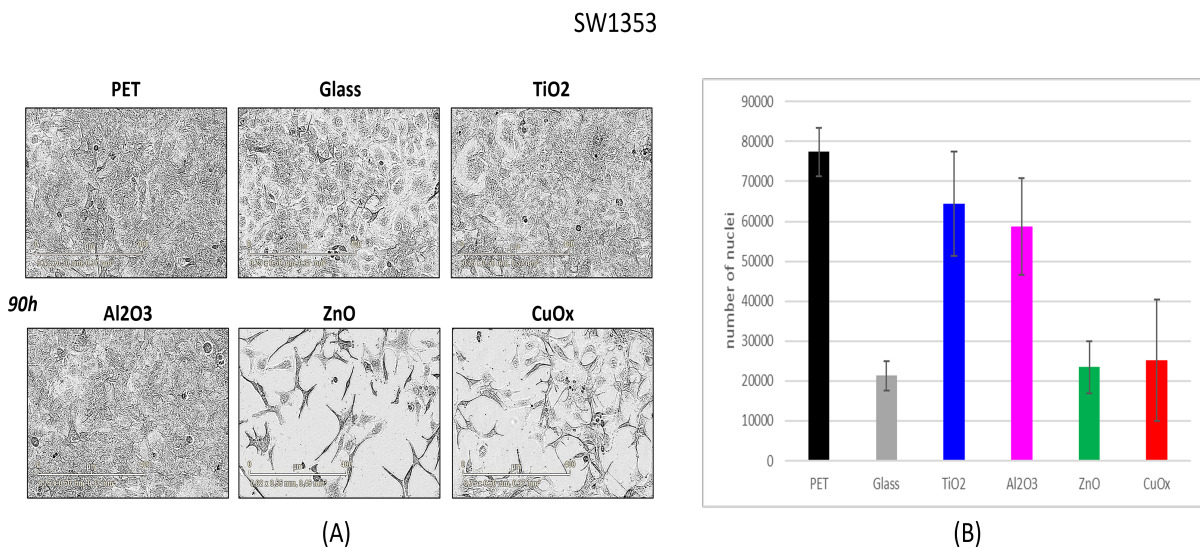 SW1353
PET
Glass
TiO2
90h
Al2O3
ZnO
CuOx
(A)
number of nuclei
90000
80000
70000
60000
50000
40000
30000
20000
10000
0
PET
Glass
TiO2
Al2O3
ZnO
CuOx
(B)